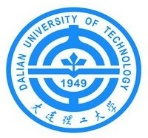 DALIAN UNIVERSITY OF TECHNOLOGY
1949
大连理工大学